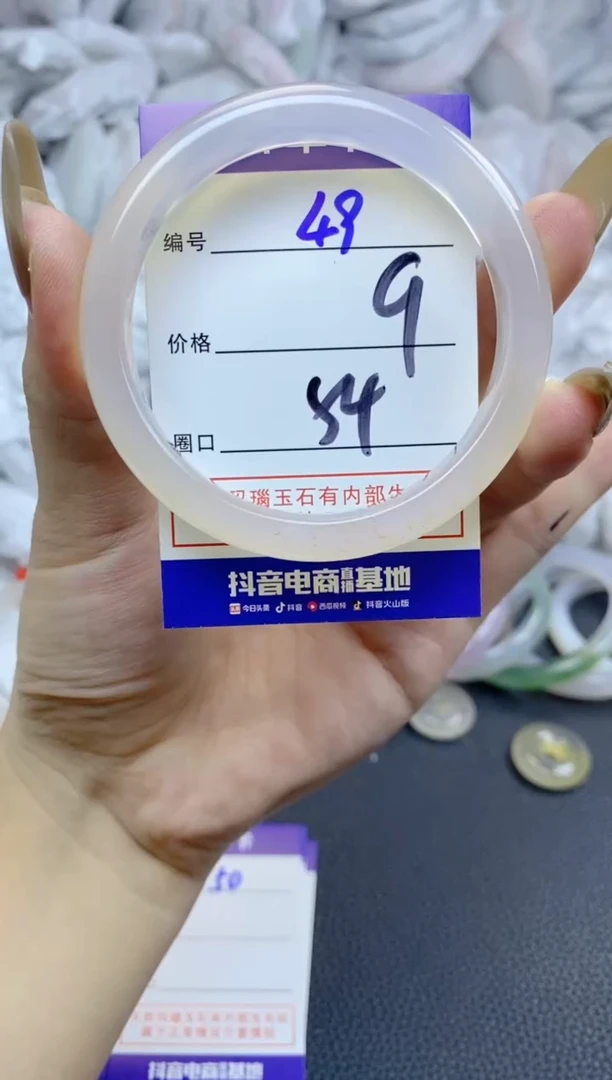 编号 49
价格 9
圈口 54
瑙玉石有内部
抖音电商直播基地
今日头条 抖音 西瓜视频 抖音火山版
50
抖音电商直播基地